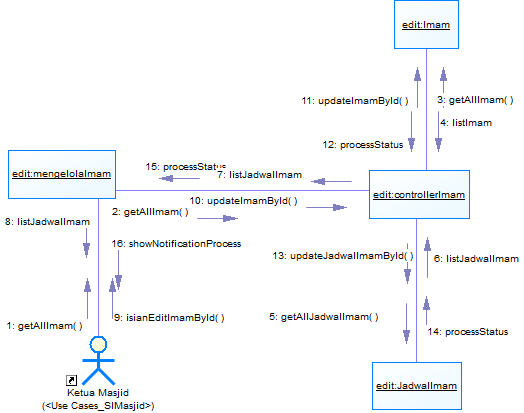 edit:Imam
11: updateImamById( )
3: getAllImam( )
4: listImam
12: processStatus
15: processStatus
7: listJadwalImam
edit:mengelolaImam
edit:controllerImam
10: updateImamById( )
2: getAllImam( )
8: listJadwalImam
16: showNotificationProcess
13: updateJadwalImamById( )
6: listJadwalImam
1: getAllImam( )
9: isianEditImamById( )
5: getAllJadwalImam( )
14: processStatus
edit:JadwalImam
Ketua Masjid
(<Use Cases_SIMasjid>)